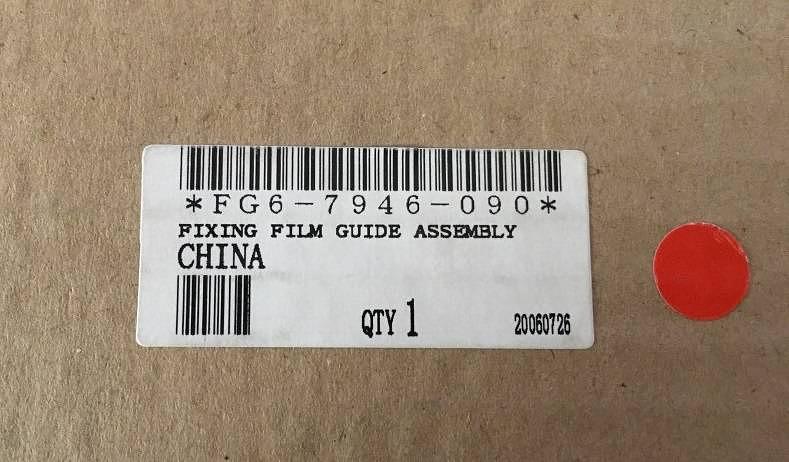 *FG6-7946-090*
FIXING FILM GUIDE ASSEMBLY
CHINA
QTY 1
20060726